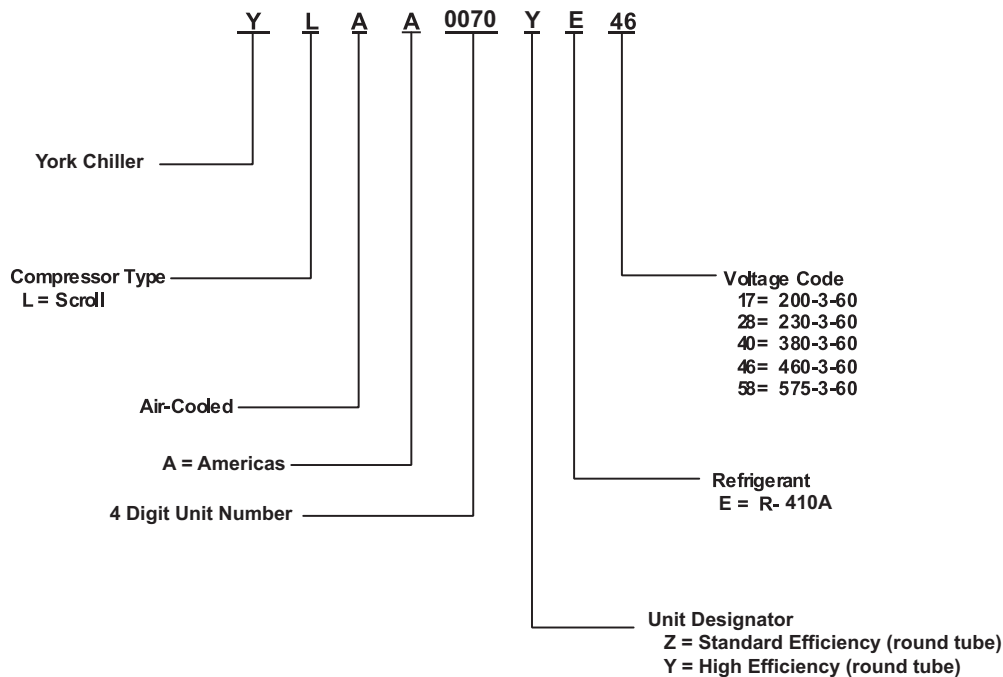 Y L A A 0070 Y E 46
York Chiller
Compressor Type
L = Scroll
Air-Cooled
A = Americas
4 Digit Unit Number
Voltage Code
17= 200-3-60
28= 230-3-60
40= 380-3-60
46= 460-3-60
58= 575-3-60
Refrigerant
E = R- 410A
Unit Designator
Z = Standard Efficiency (round tube)
Y = High Efficiency (round tube)